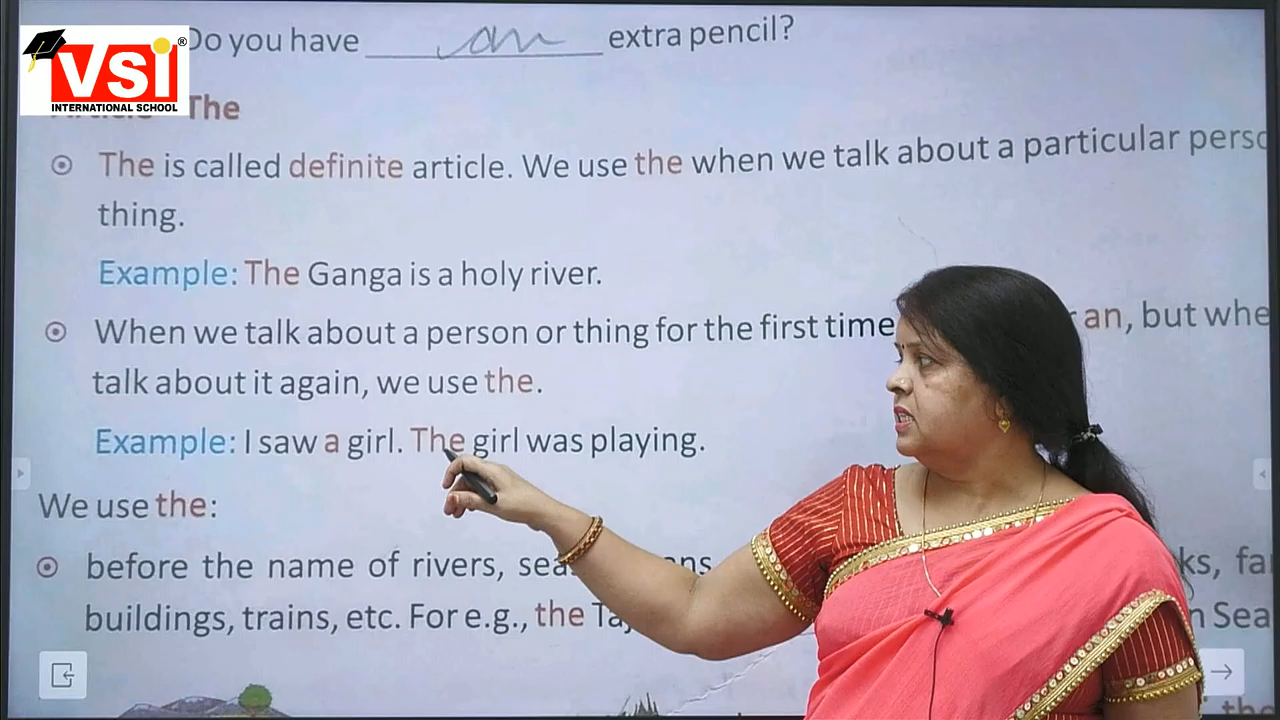 VSI®
INTERNATIONAL SCHOOL
Do you have an extra pencil?
The
The is called definite article. We use the when we talk about a particular
thing.
Example: The Ganga is a holy river.
When we talk about a person or thing for the first time an, but
talk about it again, we use the.
Example: I saw a girl. The girl was playing.
We use the:
before the name of rivers,
buildings, trains, etc. For e.g., the